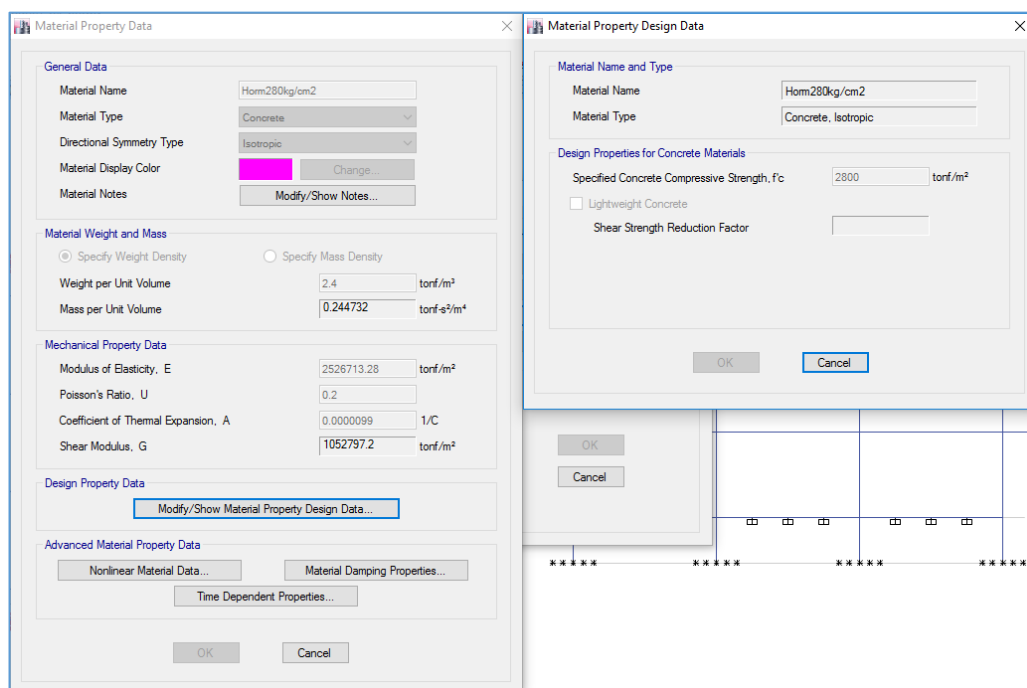 Material Property Data
General Data
Material Name Horm280kg/cm2
Material Type Concrete
Directional Symmetry Type Isotropic
Material Display Color Change...
Material Notes Modify/Show Notes...
Material Weight and Mass
Specify Weight Density Specify Mass Density
Weight per Unit Volume 2.4 tonf/m³
Mass per Unit Volume 0.244732 tonf-s²/m⁴
Mechanical Property Data
Modulus of Elasticity, E 2526713.28 tonf/m²
Poisson's Ratio, U 0.2
Coefficient of Thermal Expansion, A 0.0000099 1/C
Shear Modulus, G 1052797.2 tonf/m²
Design Property Data
Modify/Show Material Property Design Data...
Advanced Material Property Data
Nonlinear Material Data... Material Damping Properties...
Time Dependent Properties...
OK Cancel
Material Property Design Data
Material Name and Type
Material Name Horm280kg/cm2
Material Type Concrete, Isotropic
Design Properties for Concrete Materials
Specified Concrete Compressive Strength, f'c 2800 tonf/m²
Lightweight Concrete
Shear Strength Reduction Factor
OK Cancel
OK
Cancel